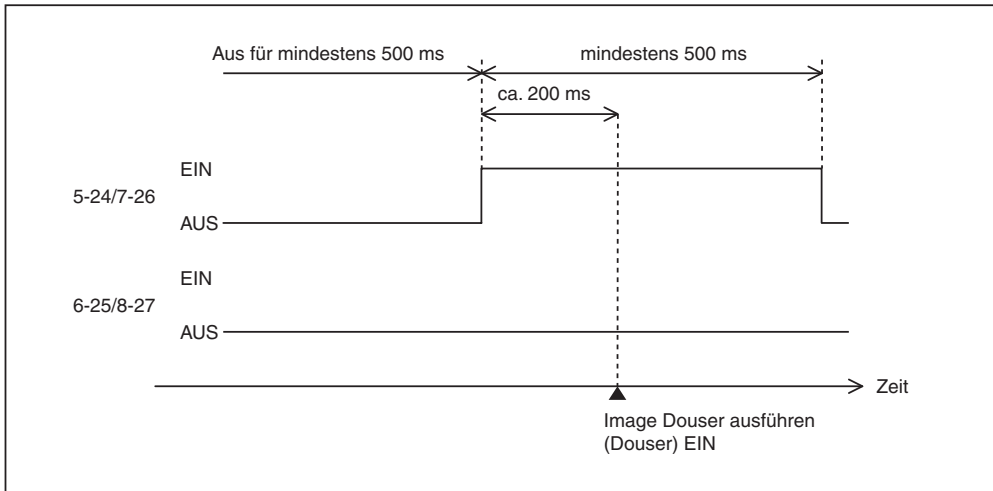 Aus für mindestens 500 ms
mindestens 500 ms
ca. 200 ms
EIN
5-24/7-26
AUS
EIN
6-25/8-27
AUS
Zeit
Image Douser ausführen
(Douser) EIN